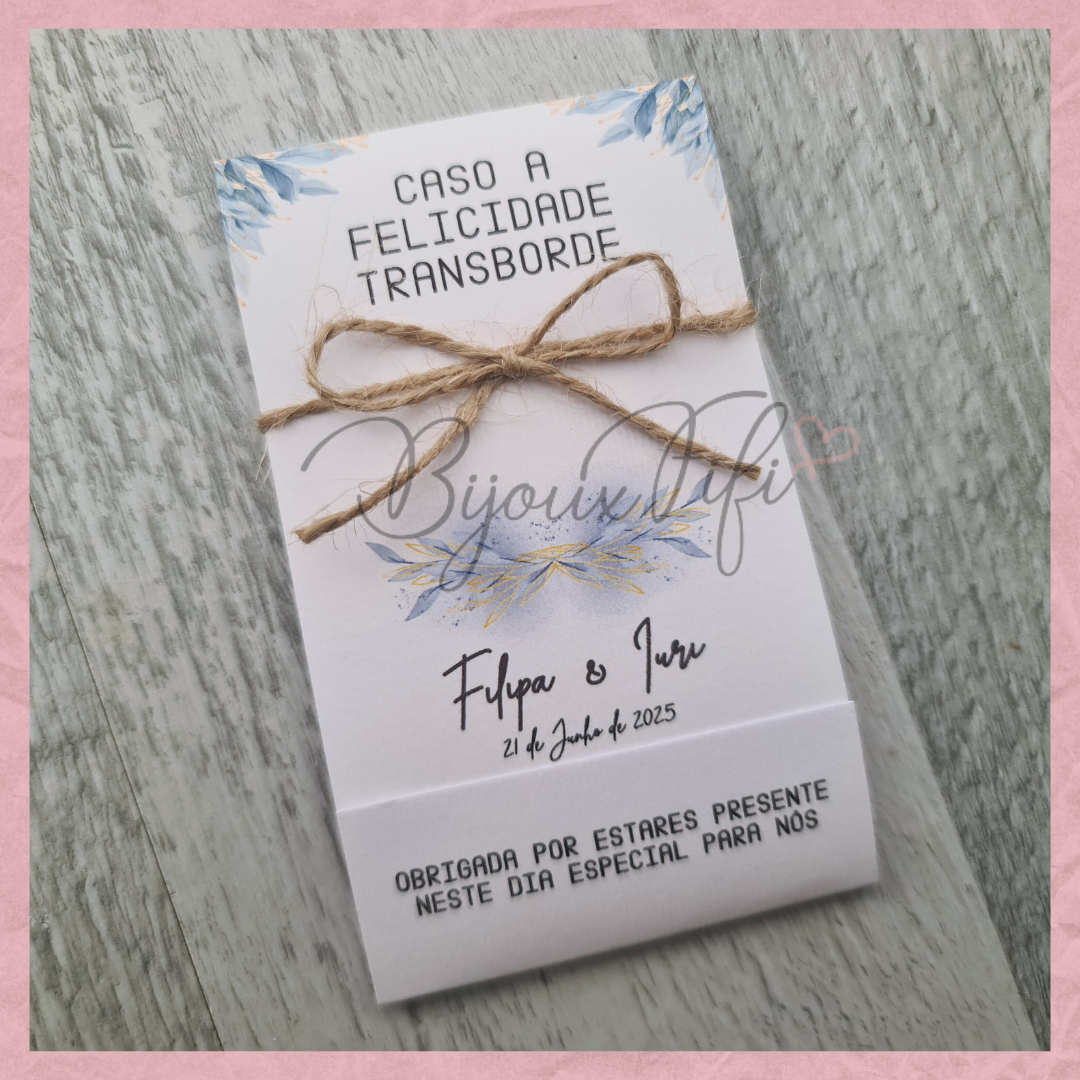 CASO A
FELICIDADE
TRANSBORDE
BijouxTifi
Filipa & Iuri
21 de Junho de 2025
OBRIGADA POR ESTARES PRESENTE
NESTE DIA ESPECIAL PARA NÓS